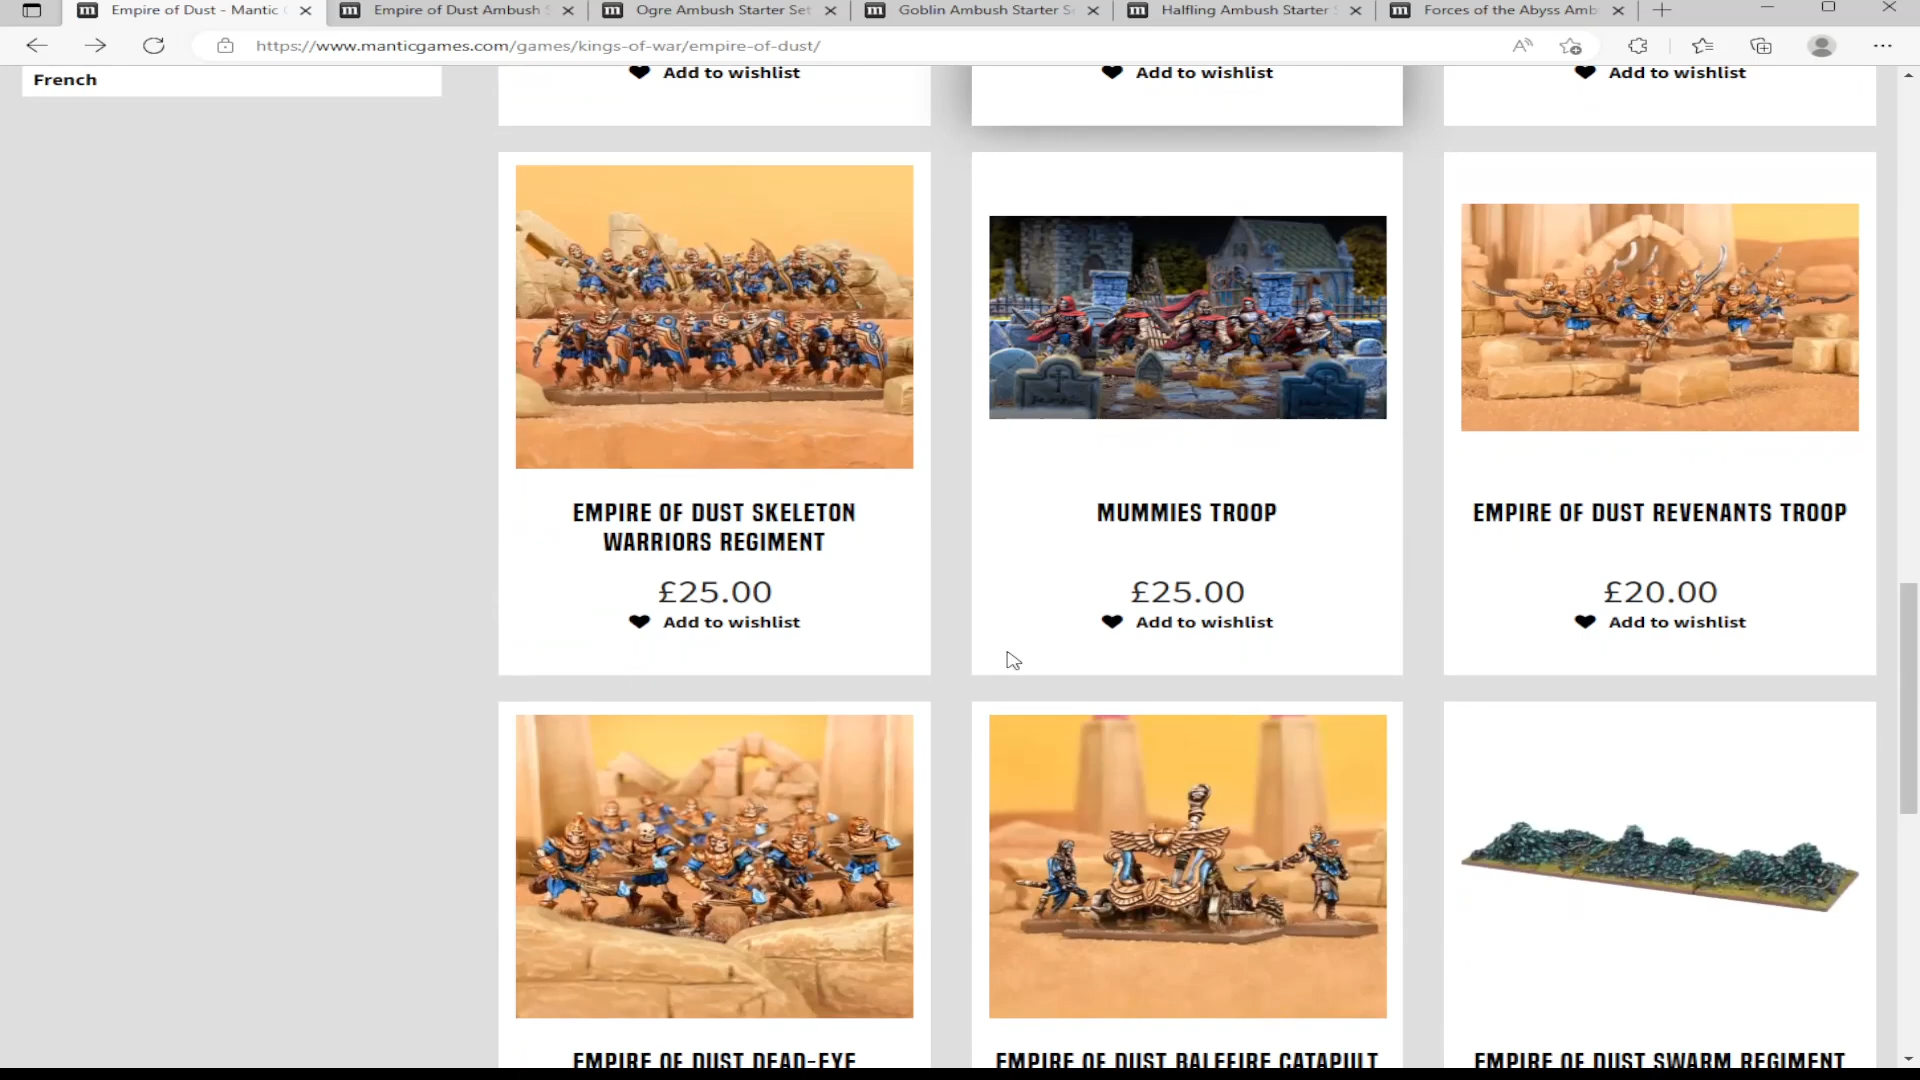 Empire of Dust - Mantic
Empire of Dust Ambush
Ogre Ambush Starter Set
Goblin Ambush Starter
Halfling Ambush Starter
Forces of the Abyss Amb
https://www.manticgames.com/games/kings-of-war/empire-of-dust/
French
Add to wishlist
Add to wishlist
Add to wishlist
EMPIRE OF DUST SKELETON
WARRIORS REGIMENT
£25.00
Add to wishlist
MUMMIES TROOP
£25.00
Add to wishlist
EMPIRE OF DUST REVENANTS TROOP
£20.00
Add to wishlist
EMPIRE OF DUST DEAD-EYE
EMPIRE OF DUST BALEFIRE CATAPULT
EMPIRE OF DUST SWARM REGIMENT